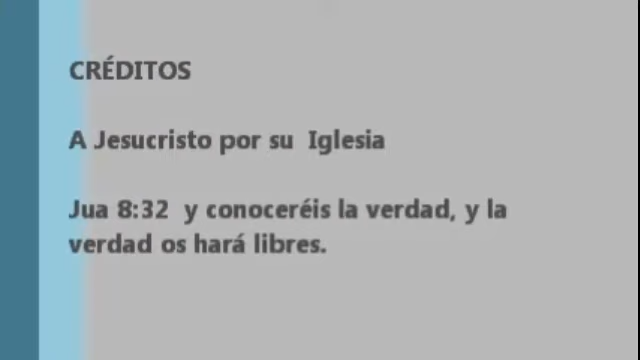 CRÉDITOS
A Jesucristo por su  Iglesia
Jua 8:32  y conoceréis la verdad, y la
verdad os hará libres.